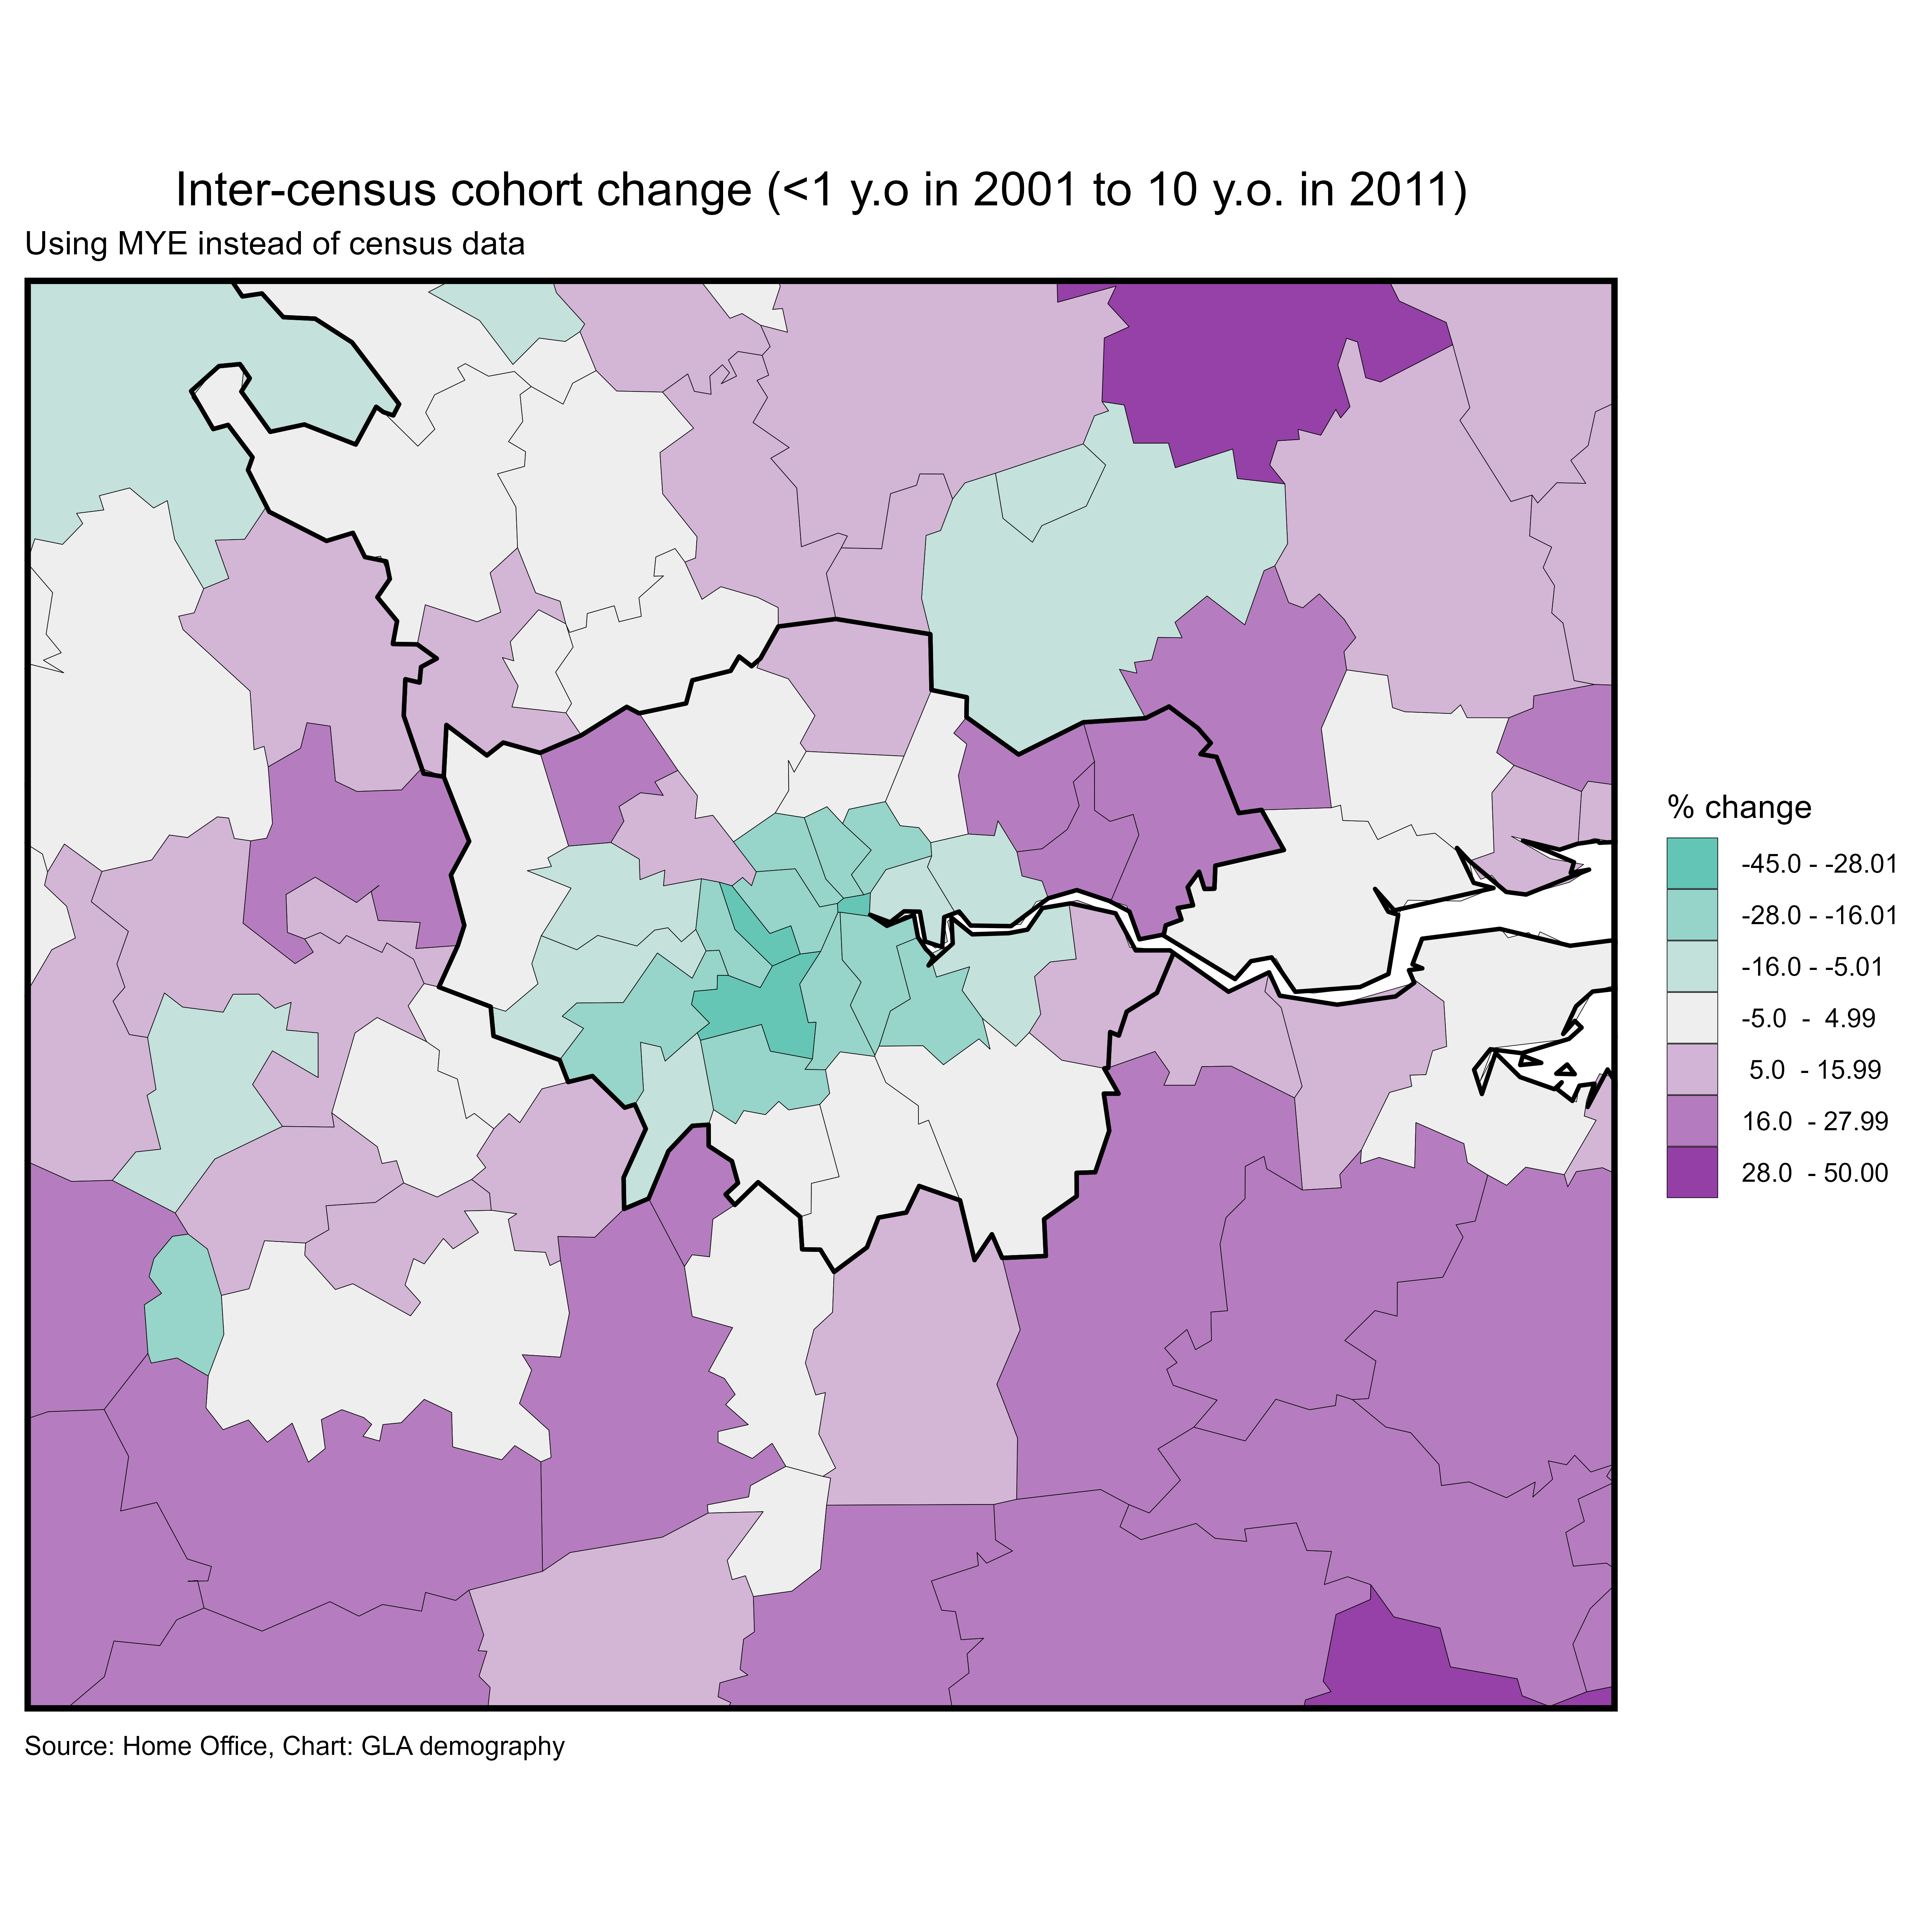 Inter-census cohort change (<1 y.o in 2001 to 10 y.o. in 2011)
Using MYE instead of census data
% change
-45.0 - -28.01
-28.0 - -16.01
-16.0 - -5.01
-5.0 - 4.99
5.0 - 15.99
16.0 - 27.99
28.0 - 50.00
Source: Home Office, Chart: GLA demography